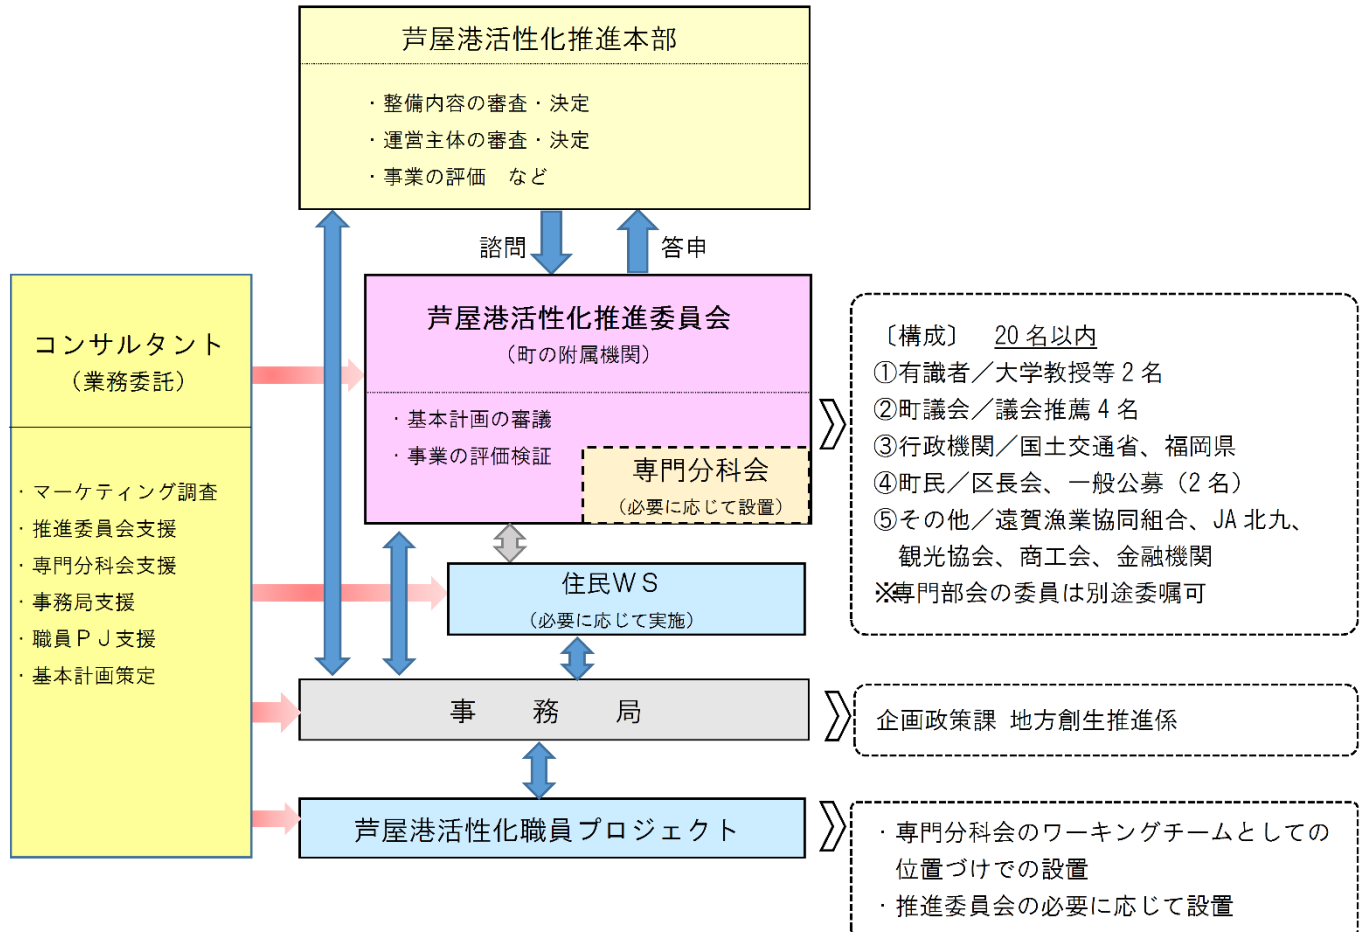 芦屋港活性化推進本部
・整備内容の審査・決定
・運営主体の審査・決定
・事業の評価　など
諮問
答申
コンサルタント
（業務委託）
・マーケティング調査
・推進委員会支援
・専門分科会支援
・事務局支援
・職員ＰＪ支援
・基本計画策定
芦屋港活性化推進委員会
（町の附属機関）
・基本計画の審議
・事業の評価検証
専門分科会
（必要に応じて設置）
〔構成〕　20 名以内
①有識者／大学教授等 2 名
②町議会／議会推薦 4 名
③行政機関／国土交通省、福岡県
④町民／区長会、一般公募（2 名）
⑤その他／遠賀漁業協同組合、JA 北九、
観光協会、商工会、金融機関
※専門部会の委員は別途委嘱可
住民ＷＳ
（必要に応じて実施）
事　務　局
企画政策課 地方創生推進係
芦屋港活性化職員プロジェクト
・専門分科会のワーキングチームとしての
位置づけでの設置
・推進委員会の必要に応じて設置